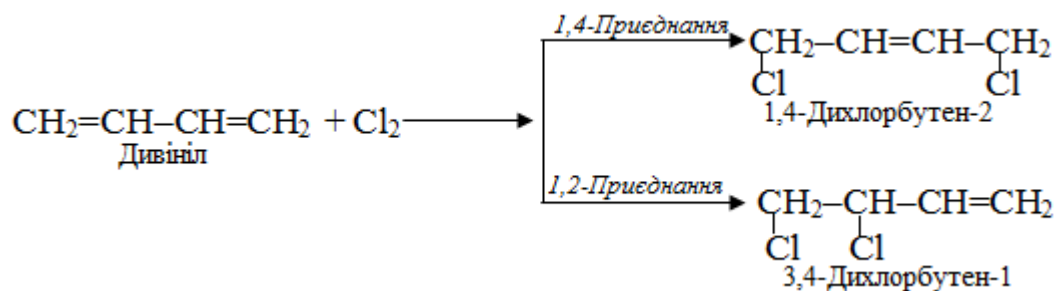 1,4-Приєднання
CH₂–CH=CH–CH₂
Cl Cl
1,4-Дихлорбутен-2
CH₂=CH–CH=CH₂ + Cl₂
Дивініл
1,2-Приєднання
CH₂–CH–CH=CH₂
Cl Cl
3,4-Дихлорбутен-1